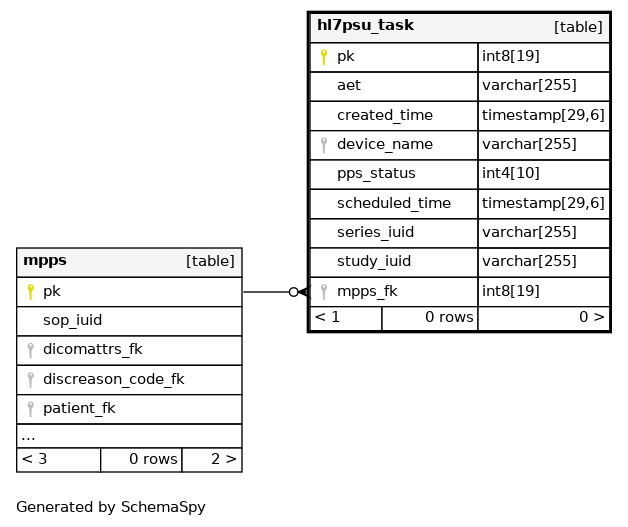 hl7psu_task [table]
pk int8[19]
aet varchar[255]
created_time timestamp[29,6]
device_name varchar[255]
pps_status int4[10]
scheduled_time timestamp[29,6]
series_iuid varchar[255]
study_iuid varchar[255]
mpps_fk int8[19]
< 1 0 rows 0 >
mpps [table]
pk
sop_iuid
dicomattrs_fk
discreason_code_fk
patient_fk
...
< 3 0 rows 2 >
Generated by SchemaSpy